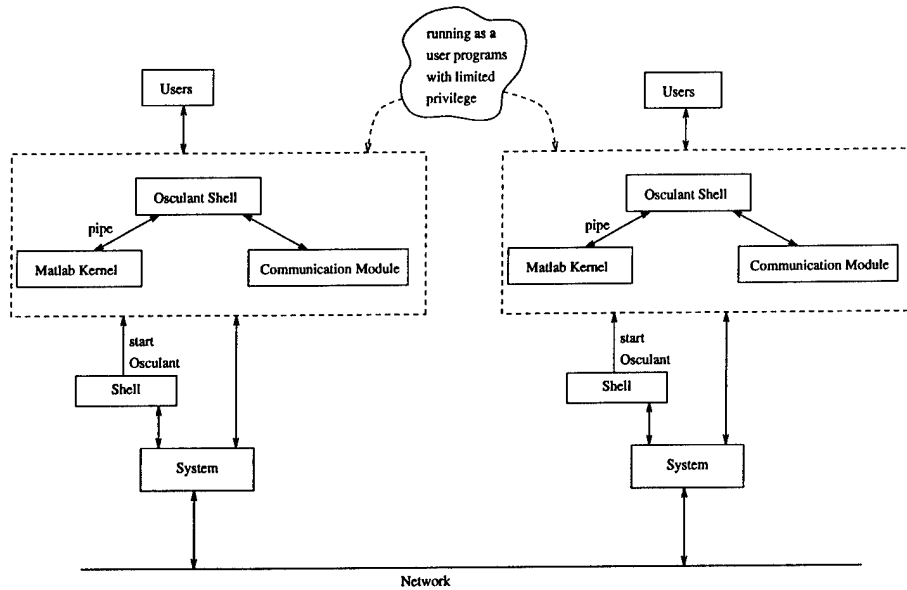 running as a
user programs
with limited
privilege
Users
Users
Osculant Shell
Osculant Shell
pipe
pipe
Matlab Kernel
Communication Module
Matlab Kernel
Communication Module
start
Osculant
start
Osculant
Shell
Shell
System
System
Network